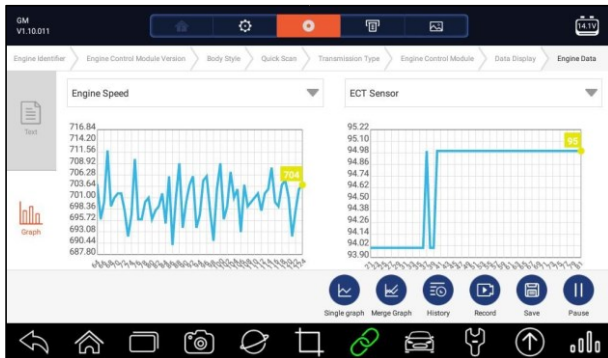 GM
V1.10.011
14.1V
Engine Identifier
Engine Control Module Version
Body Style
Quick Scan
Transmission Type
Engine Control Module
Data Display
Engine Data
Text
Graph
Engine Speed
716.84
714.20
711.56
708.92
706.28
703.64
701.00
698.36
695.72
693.08
690.44
687.80
704
ECT Sensor
95.22
95.10
94.98
94.86
94.74
94.62
94.50
94.38
94.26
94.14
94.02
93.90
95
Single graph
Merge Graph
History
Record
Save
Pause